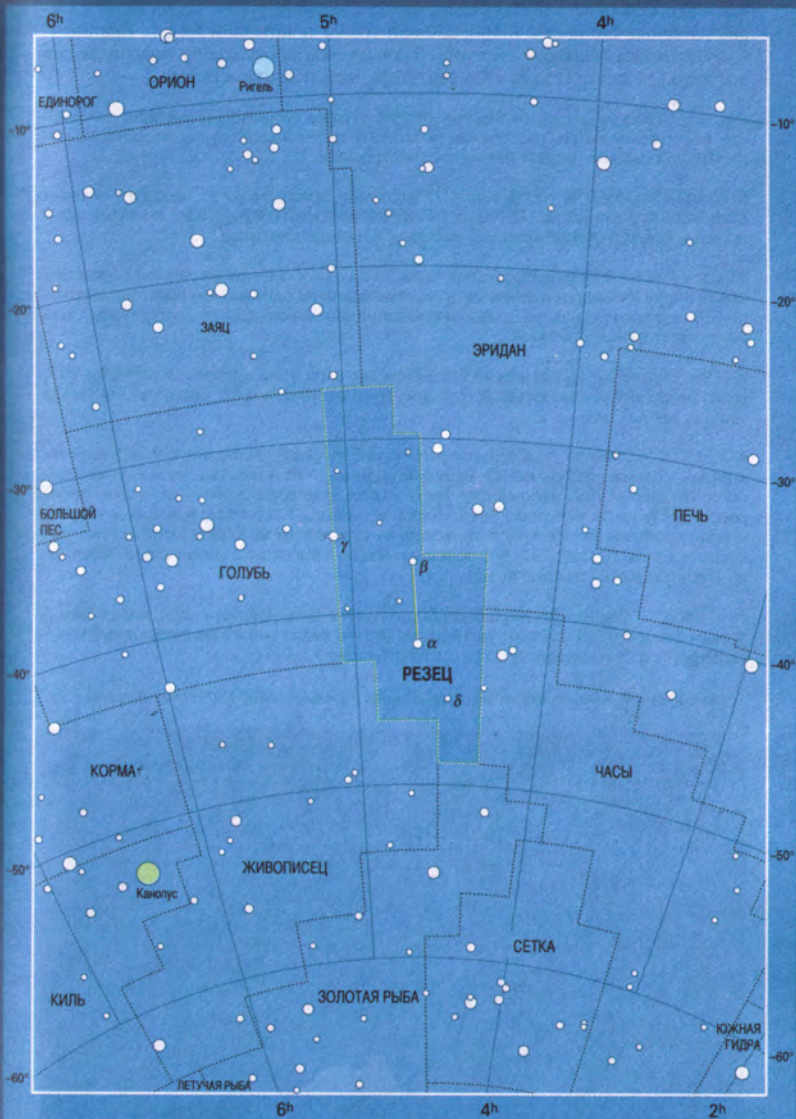 6h 5h 4h
ОРИОН
Ригель
ЕДИНОРОГ
-10° -10°
-20° -20°
ЗАЯЦ
ЭРИДАН
-30° -30°
БОЛЬШОЙ
ПЕС
ПЕЧЬ
γ
β
ГОЛУБЬ
α
-40° РЕЗЕЦ -40°
δ
КОРМА
ЧАСЫ
-50° -50°
ЖИВОПИСЕЦ
Канопус
СЕТКА
КИЛЬ
ЗОЛОТАЯ РЫБА
ЮЖНАЯ
ГИДРА
-60° -60°
ЛЕТУЧАЯ РЫБА
6h 4h 2h